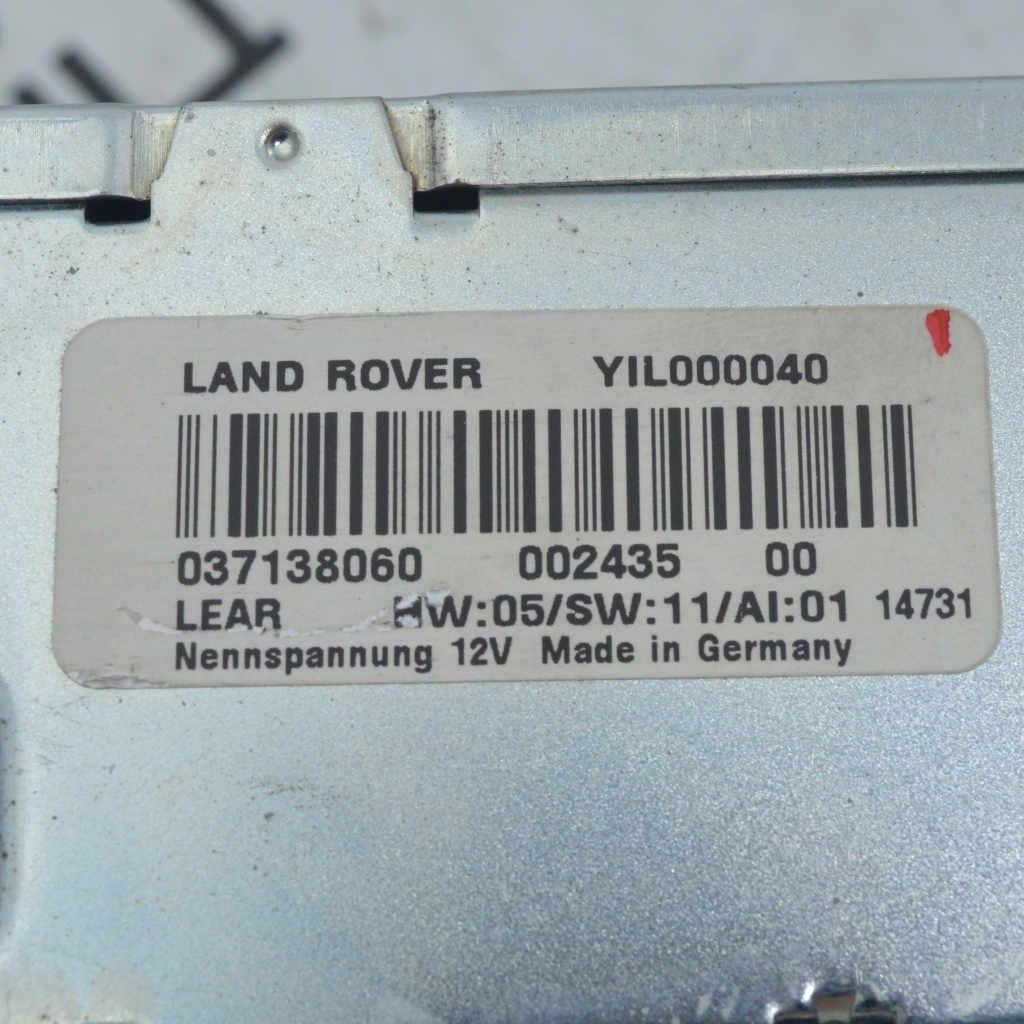 LAND ROVER YIL000040
037138060 002435 00
LEAR HW:05/SW:11/AI:01 14731
Nennspannung 12V Made in Germany